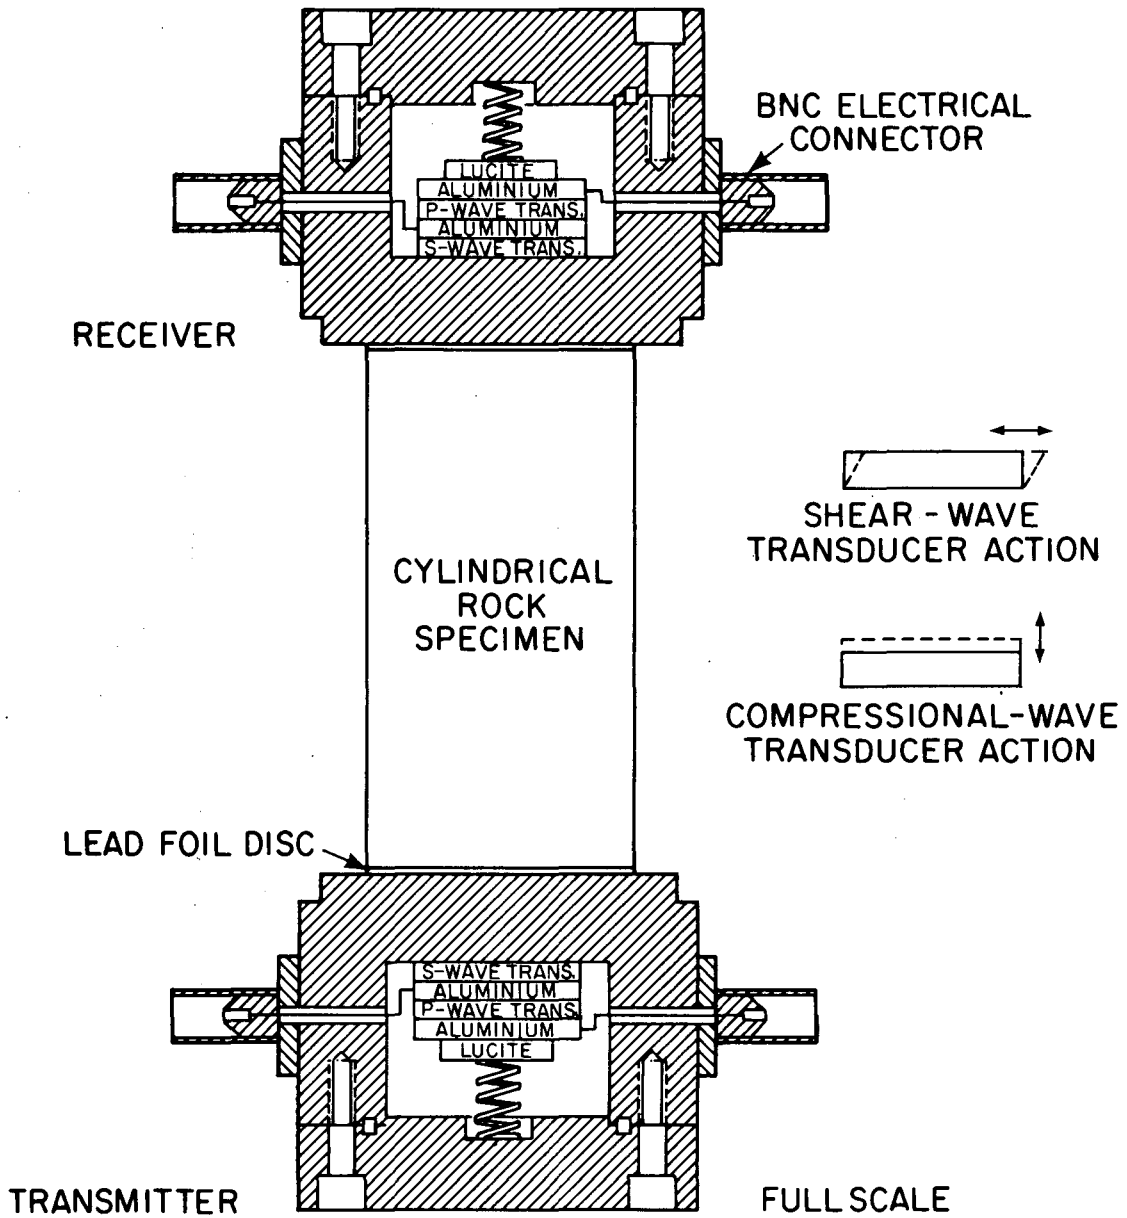 BNC ELECTRICAL
CONNECTOR
LUCITE
ALUMINIUM
P-WAVE TRANS.
ALUMINIUM
S-WAVE TRANS.
RECEIVER
SHEAR-WAVE
TRANSDUCER ACTION
CYLINDRICAL
ROCK
SPECIMEN
COMPRESSIONAL-WAVE
TRANSDUCER ACTION
LEAD FOIL DISC
S-WAVE TRANS.
ALUMINIUM
P-WAVE TRANS.
ALUMINIUM
LUCITE
TRANSMITTER
FULL SCALE